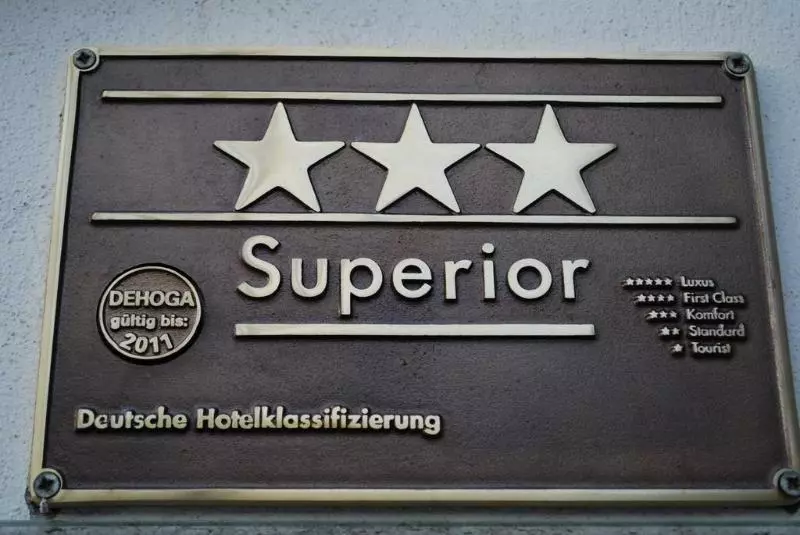 Superior
DEHOGA
gültig bis:
2011
★★★★★ Luxus
★★★★ First Class
★★★ Komfort
★★ Standard
★ Tourist
Deutsche Hotelklassifizierung